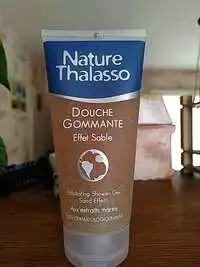 Nature
Thalasso
DOUCHE
GOMMANTE
Effet Sable
Exfoliating Shower Gel
Sand Effect
Aux extraits marins